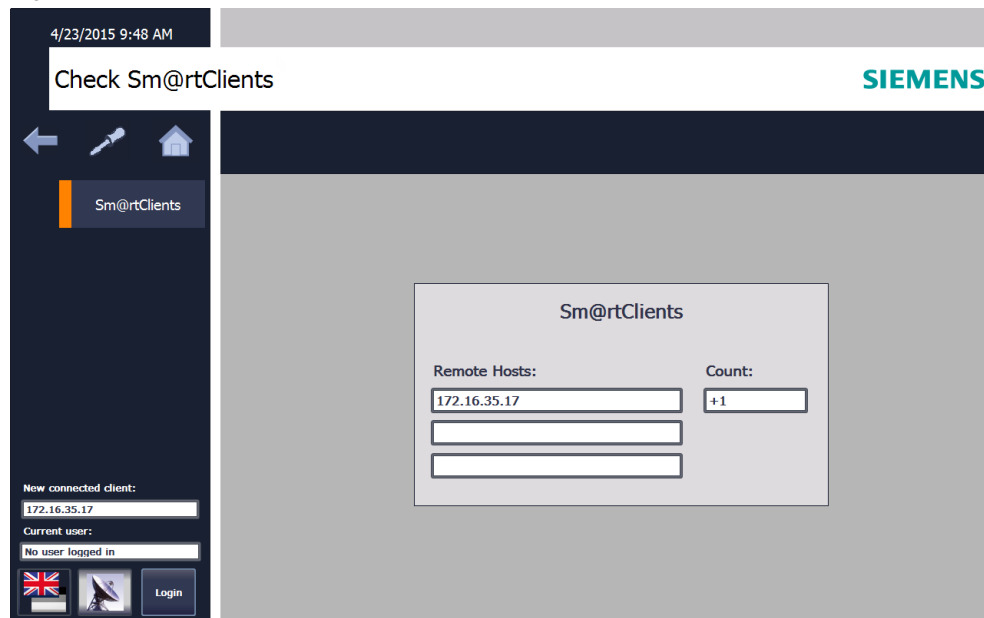 4/23/2015 9:48 AM
Check Sm@rtClients
SIEMENS
Sm@rtClients
Sm@rtClients
Remote Hosts:
Count:
172.16.35.17
+1
New connected client:
172.16.35.17
Current user:
No user logged in
Login